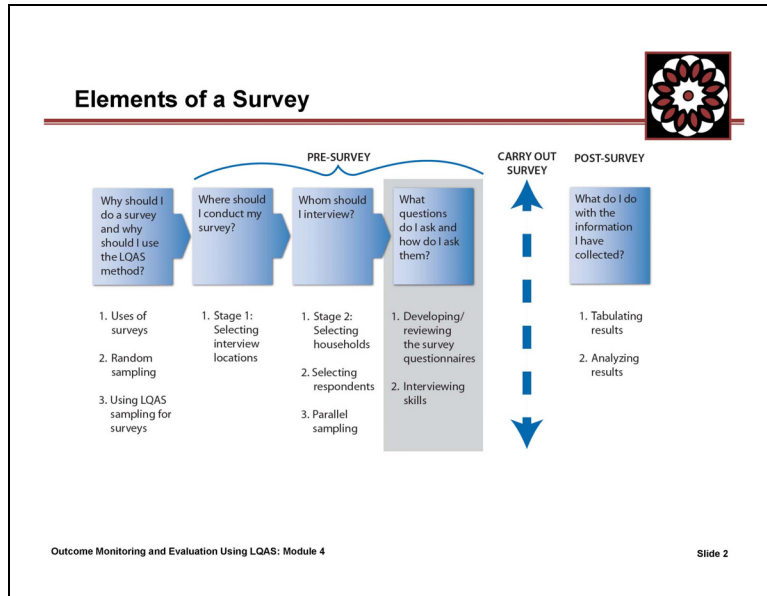 Elements of a Survey
PRE-SURVEY
CARRY OUT
SURVEY
POST-SURVEY
Why should I
do a survey
and why
should I use
the LQAS
method?
Where should
I conduct my
survey?
Whom should
I interview?
What
questions
do I ask and
how do I ask
them?
What do I do
with the
information
I have
collected?
1. Uses of
surveys
2. Random
sampling
3. Using LQAS
sampling for
surveys
1. Stage 1:
Selecting
interview
locations
1. Stage 2:
Selecting
households
2. Selecting
respondents
3. Parallel
sampling
1. Developing/
reviewing
the survey
questionnaires
2. Interviewing
skills
1. Tabulating
results
2. Analyzing
results
Outcome Monitoring and Evaluation Using LQAS: Module 4
Slide 2